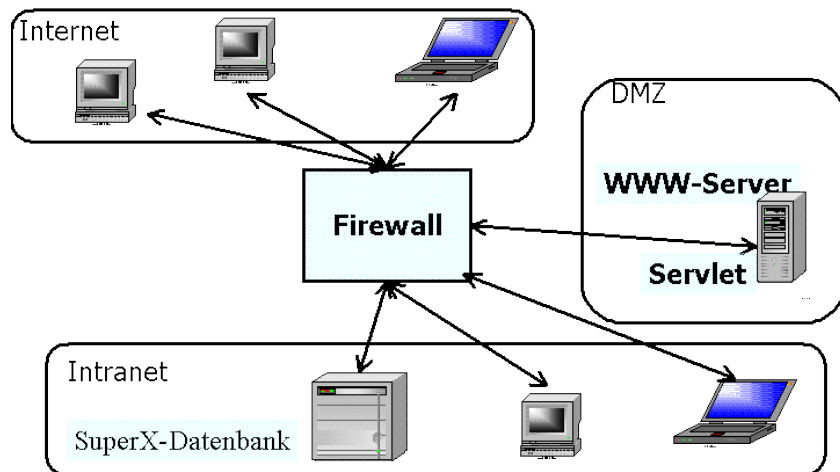 Internet
DMZ
WWW-Server
Firewall
Servlet
Intranet
SuperX-Datenbank